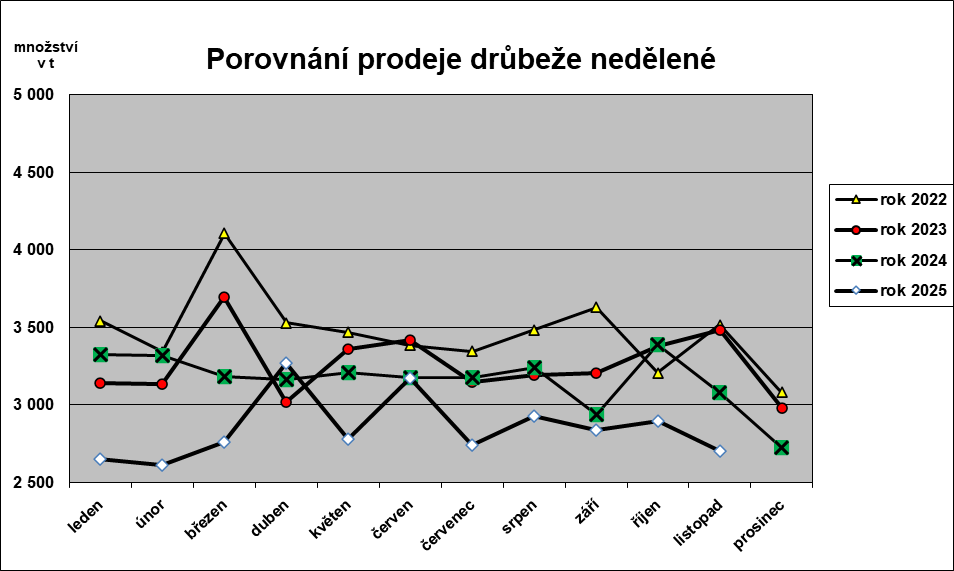 množství
v t
Porovnání prodeje drůbeže nedělené
5 000
4 500
4 000
3 500
3 000
2 500
leden
únor
březen
duben
květen
červen
červenec
srpen
září
říjen
listopad
prosinec
rok 2022
rok 2023
rok 2024
rok 2025